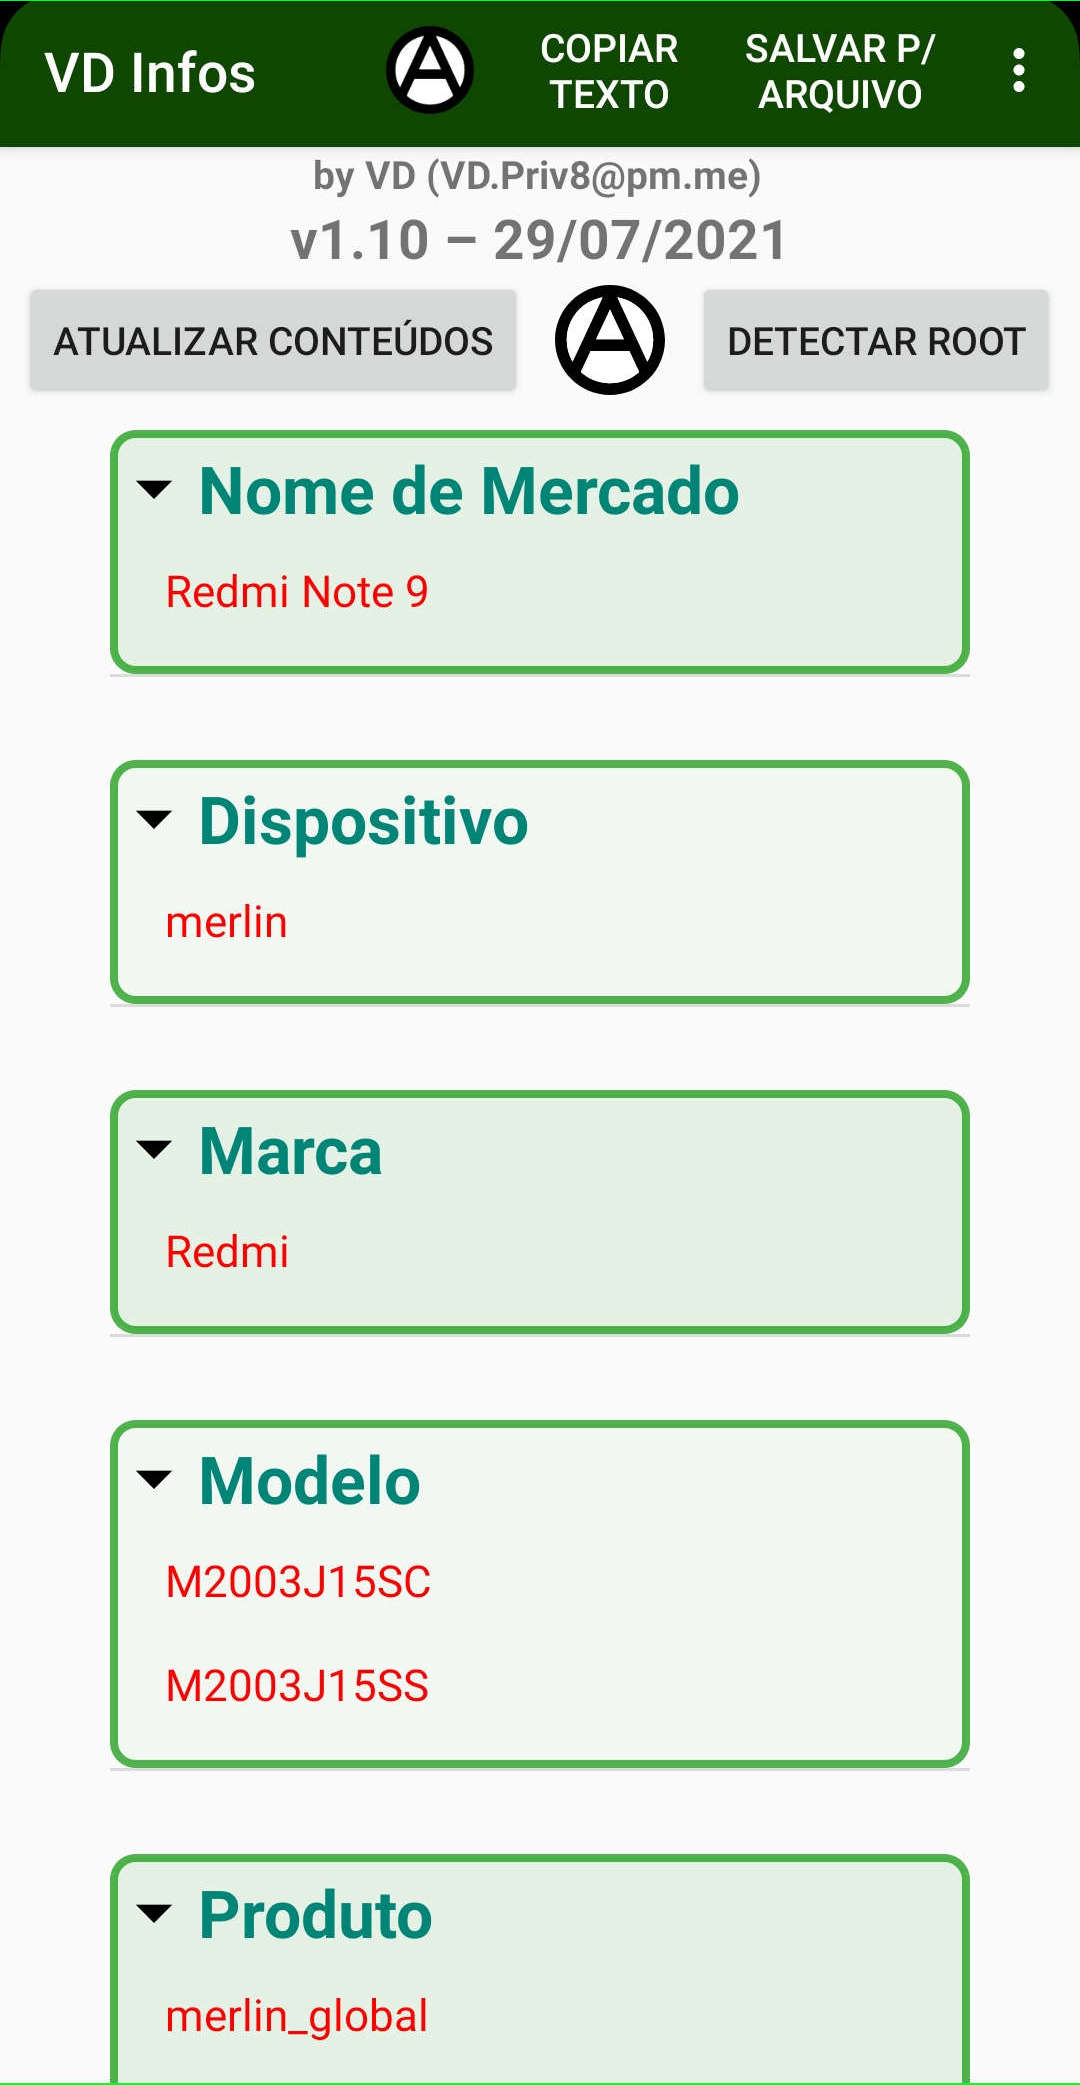 VD Infos
COPIAR
TEXTO
SALVAR P/
ARQUIVO
by VD (VD.Priv8@pm.me)
v1.10 – 29/07/2021
ATUALIZAR CONTEÚDOS
DETECTAR ROOT
Nome de Mercado
Redmi Note 9
Dispositivo
merlin
Marca
Redmi
Modelo
M2003J15SC
M2003J15SS
Produto
merlin_global